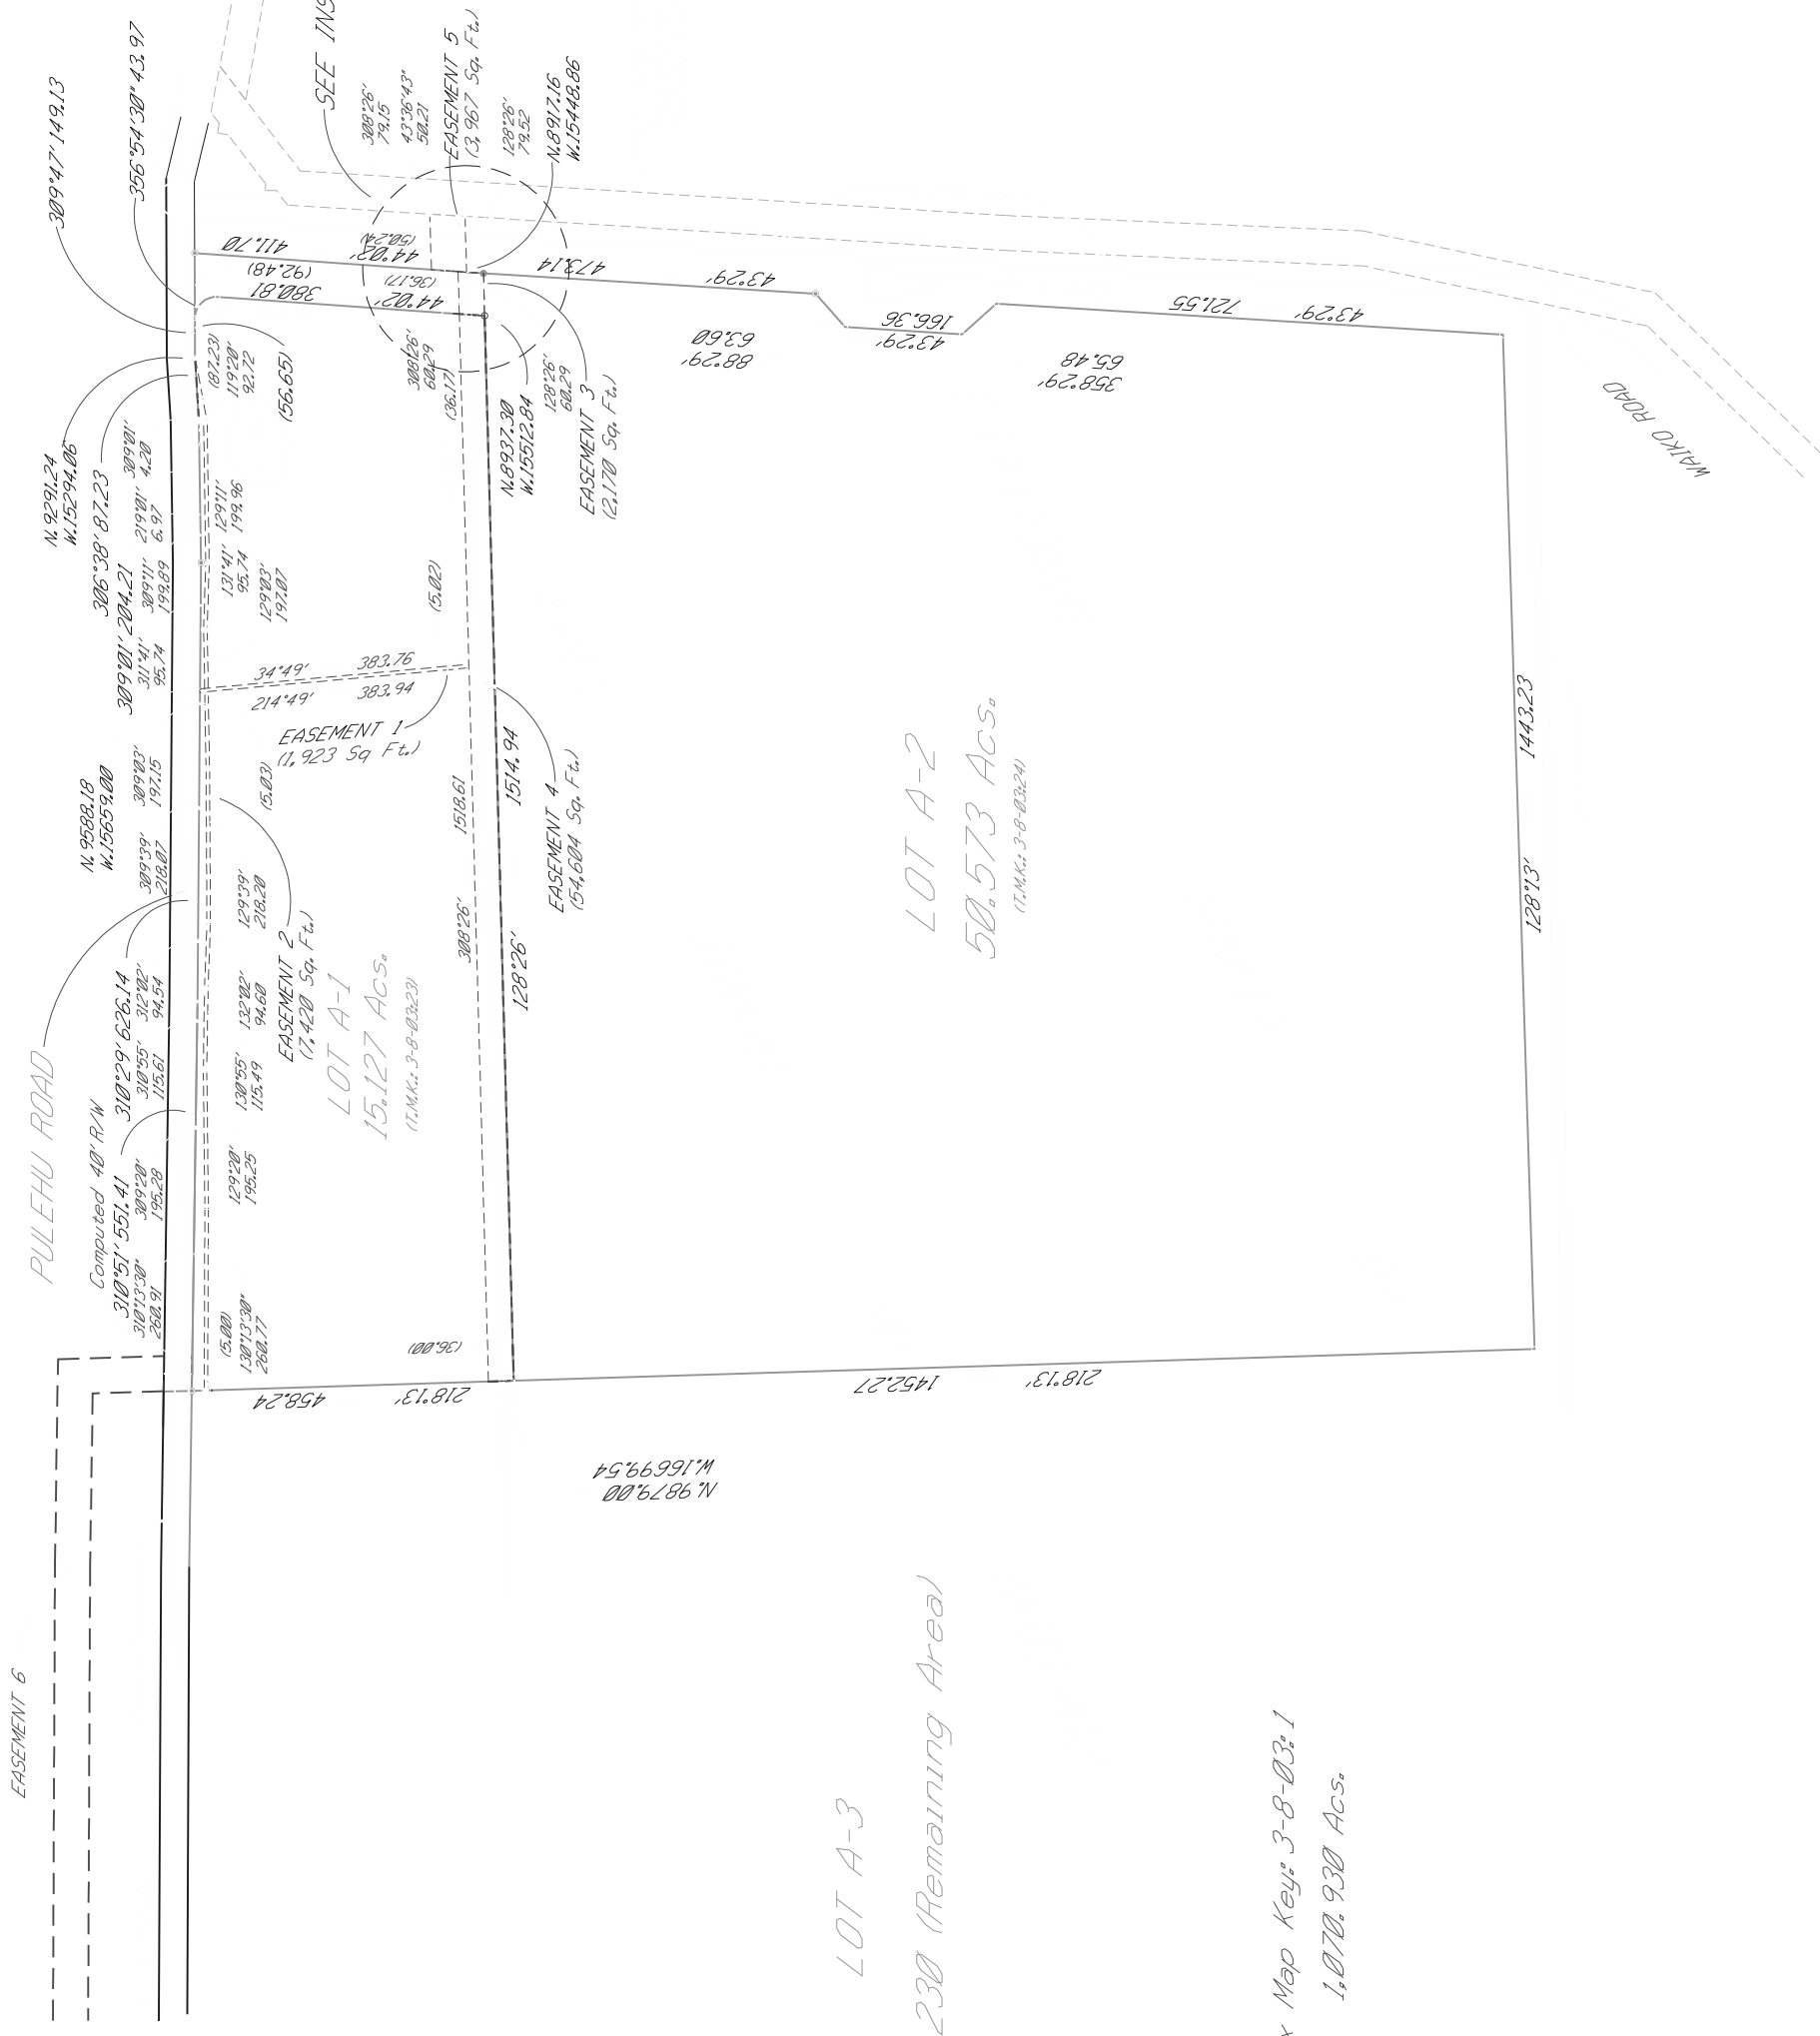 309°47' 149.13
356°54'30" 43.97
SEE INS
308°26'
79.15
43°36'43"
50.21
EASEMENT 5
(3,967 Sq. Ft.)
128°26'
79.52
N.8917.16
W.15448.86
411.70
(92.48)
380.81
44°02'
(50.24)
(36.17)
44°02'
473.14
43°29'
88°29'
63.60
43°29'
166.36
358°29'
65.48
43°29'
721.55
WAIKO ROAD
N.9291.24
W.15294.06
306°38' 87.23
(87.23)
119°20'
92.72
(56.65)
308°26'
60.29
(36.17)
N.8937.30
W.15512.84
128°26'
60.29
EASEMENT 3
(2,170 Sq. Ft.)
309°01'
4.20
219°01'
6.97
309°01' 204.21
309°11'
199.89
311°41'
95.74
129°11'
199.96
131°41'
95.74
129°03'
197.07
(5.02)
34°49' 383.76
214°49' 383.94
EASEMENT 1
(1,923 Sq Ft.)
N.9588.18
W.15659.00
309°03'
197.15
309°39'
218.07
(5.03)
1518.61
308°26'
1514.94
128°26'
EASEMENT 4
(54,604 Sq. Ft.)
LOT A-2
50.573 Acs.
(T.M.K.: 3-8-03:24)
1443.23
128°13'
PULEHU ROAD
Computed 40' R/W
310°29' 626.14
312°02'
94.54
310°55'
115.61
310°51' 551.41
309°20'
195.28
310°13'30"
260.91
129°39'
218.20
132°02'
94.60
130°55'
115.49
129°20'
195.25
(5.00)
130°13'30"
260.77
EASEMENT 2
(7,420 Sq. Ft.)
LOT A-1
15.127 Acs.
(T.M.K.: 3-8-03:23)
(36.00)
218°13'
458.24
218°13'
1452.27
N.9879.00
W.16699.54
EASEMENT 6
LOT A-3
230 (Remaining Area)
x Map Key: 3-8-03: 1
1,070.930 Acs.